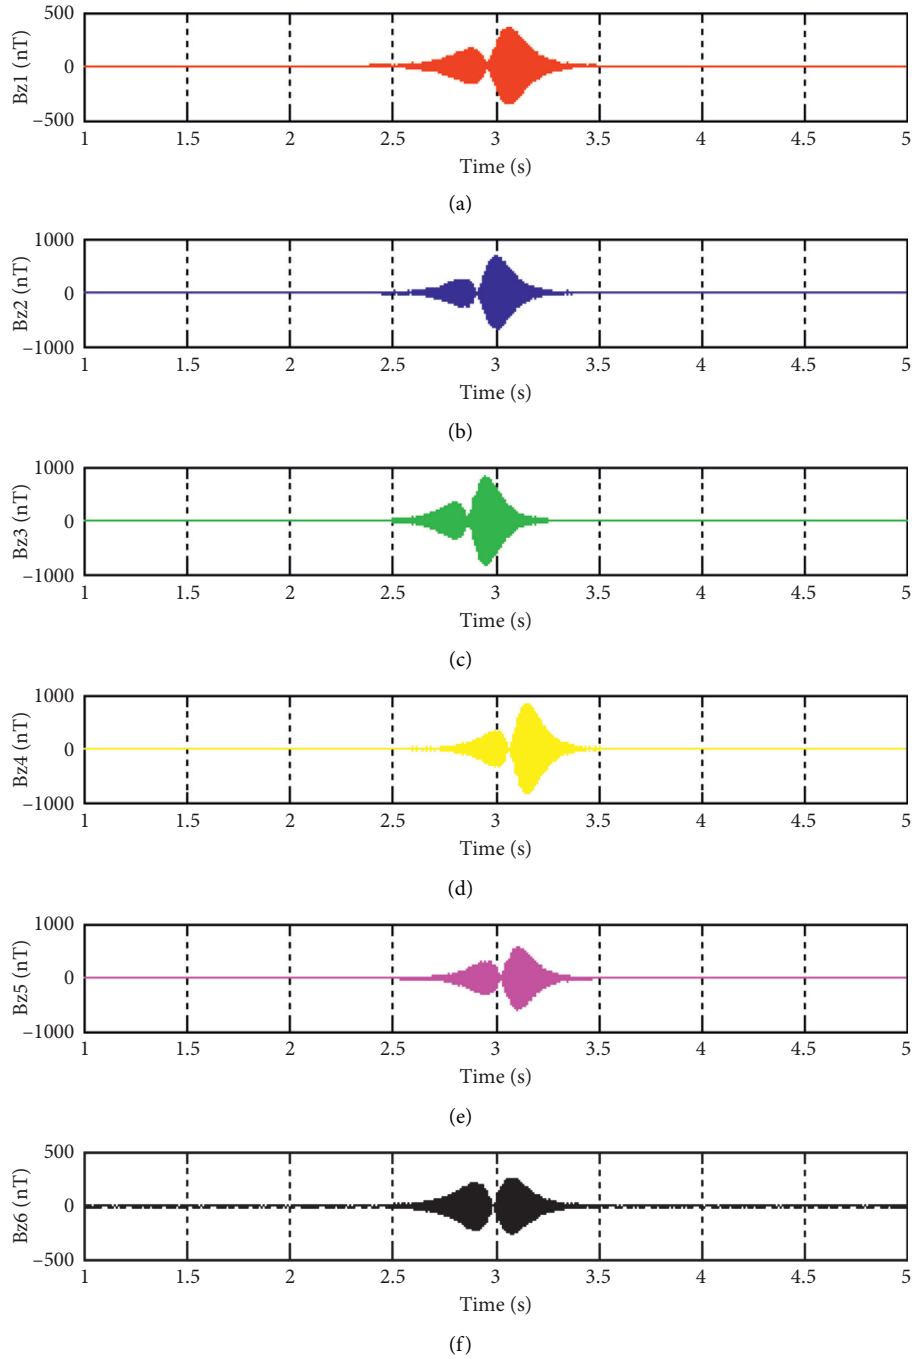 500
0
−500
Bz1 (nT)
1 2 2.5 3 3.5 4 4.5 5
1.5
Time (s)
(a)
1000
0
−1000
Bz2 (nT)
1 1.5 2 2.5 3 3.5 4 4.5 5
Time (s)
(b)
1000
0
−1000
Bz3 (nT)
1 1.5 2 2.5 3 3.5 4 4.5 5
Time (s)
(c)
1000
0
−1000
Bz4 (nT)
1 1.5 2 2.5 3 3.5 4 4.5 5
Time (s)
(d)
1000
0
−1000
Bz5 (nT)
1 1.5 2 2.5 3 3.5 4 4.5 5
Time (s)
(e)
500
0
−500
Bz6 (nT)
1 1.5 2 2.5 3 3.5 4 4.5 5
Time (s)
(f)